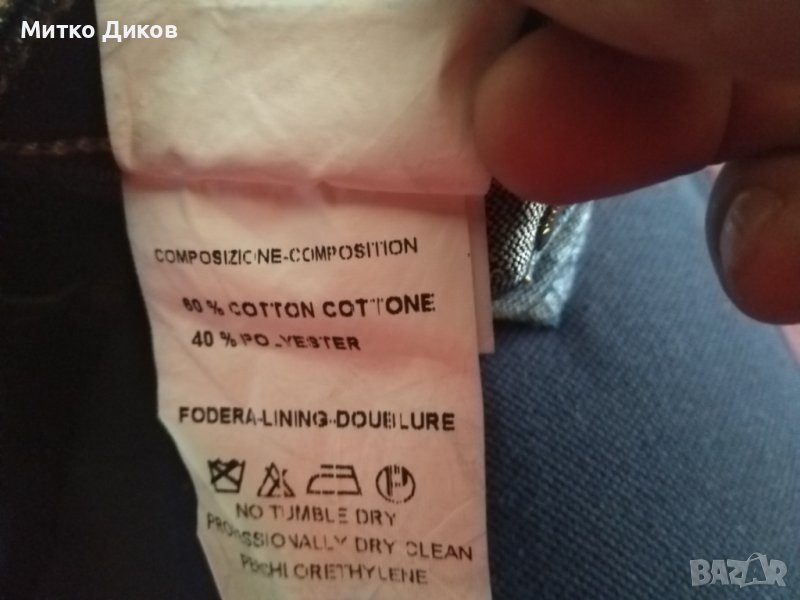 Митко Диков
COMPOSIZIONE-COMPOSITION
60 % COTTON COTTONE
40 % POLYESTER
FODERA-LINING-DOUBLURE
P
NO TUMBLE DRY
PROFESSIONALLY DRY CLEAN
PERCHLORETHYLENE
BAZAR